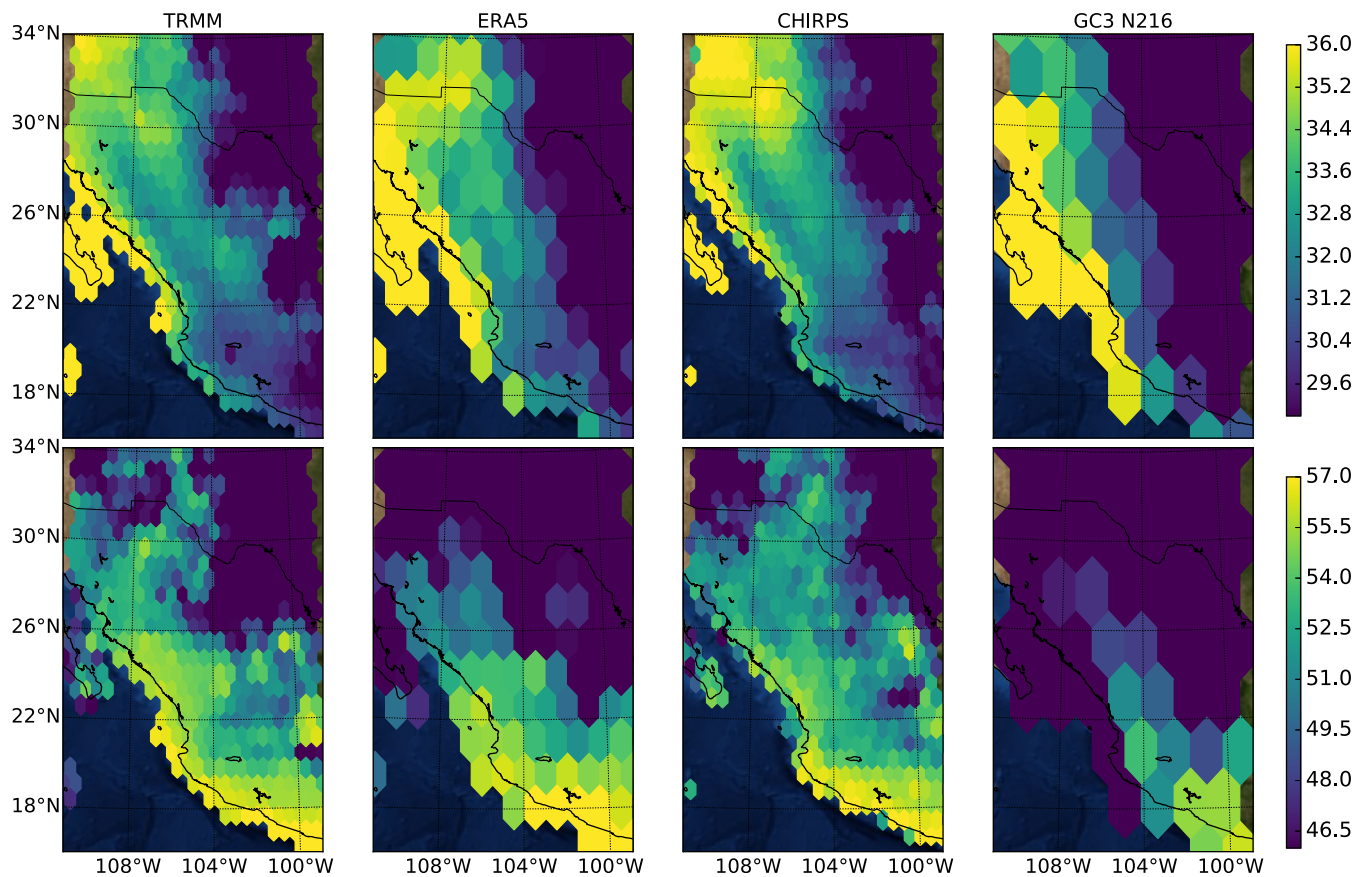 TRMM ERA5 CHIRPS GC3 N216
34°N
30°N
26°N
22°N
18°N
36.0
35.2
34.4
33.6
32.8
32.0
31.2
30.4
29.6
34°N
30°N
26°N
22°N
18°N
57.0
55.5
54.0
52.5
51.0
49.5
48.0
46.5
108°W 104°W 100°W 108°W 104°W 100°W 108°W 104°W 100°W 108°W 104°W 100°W